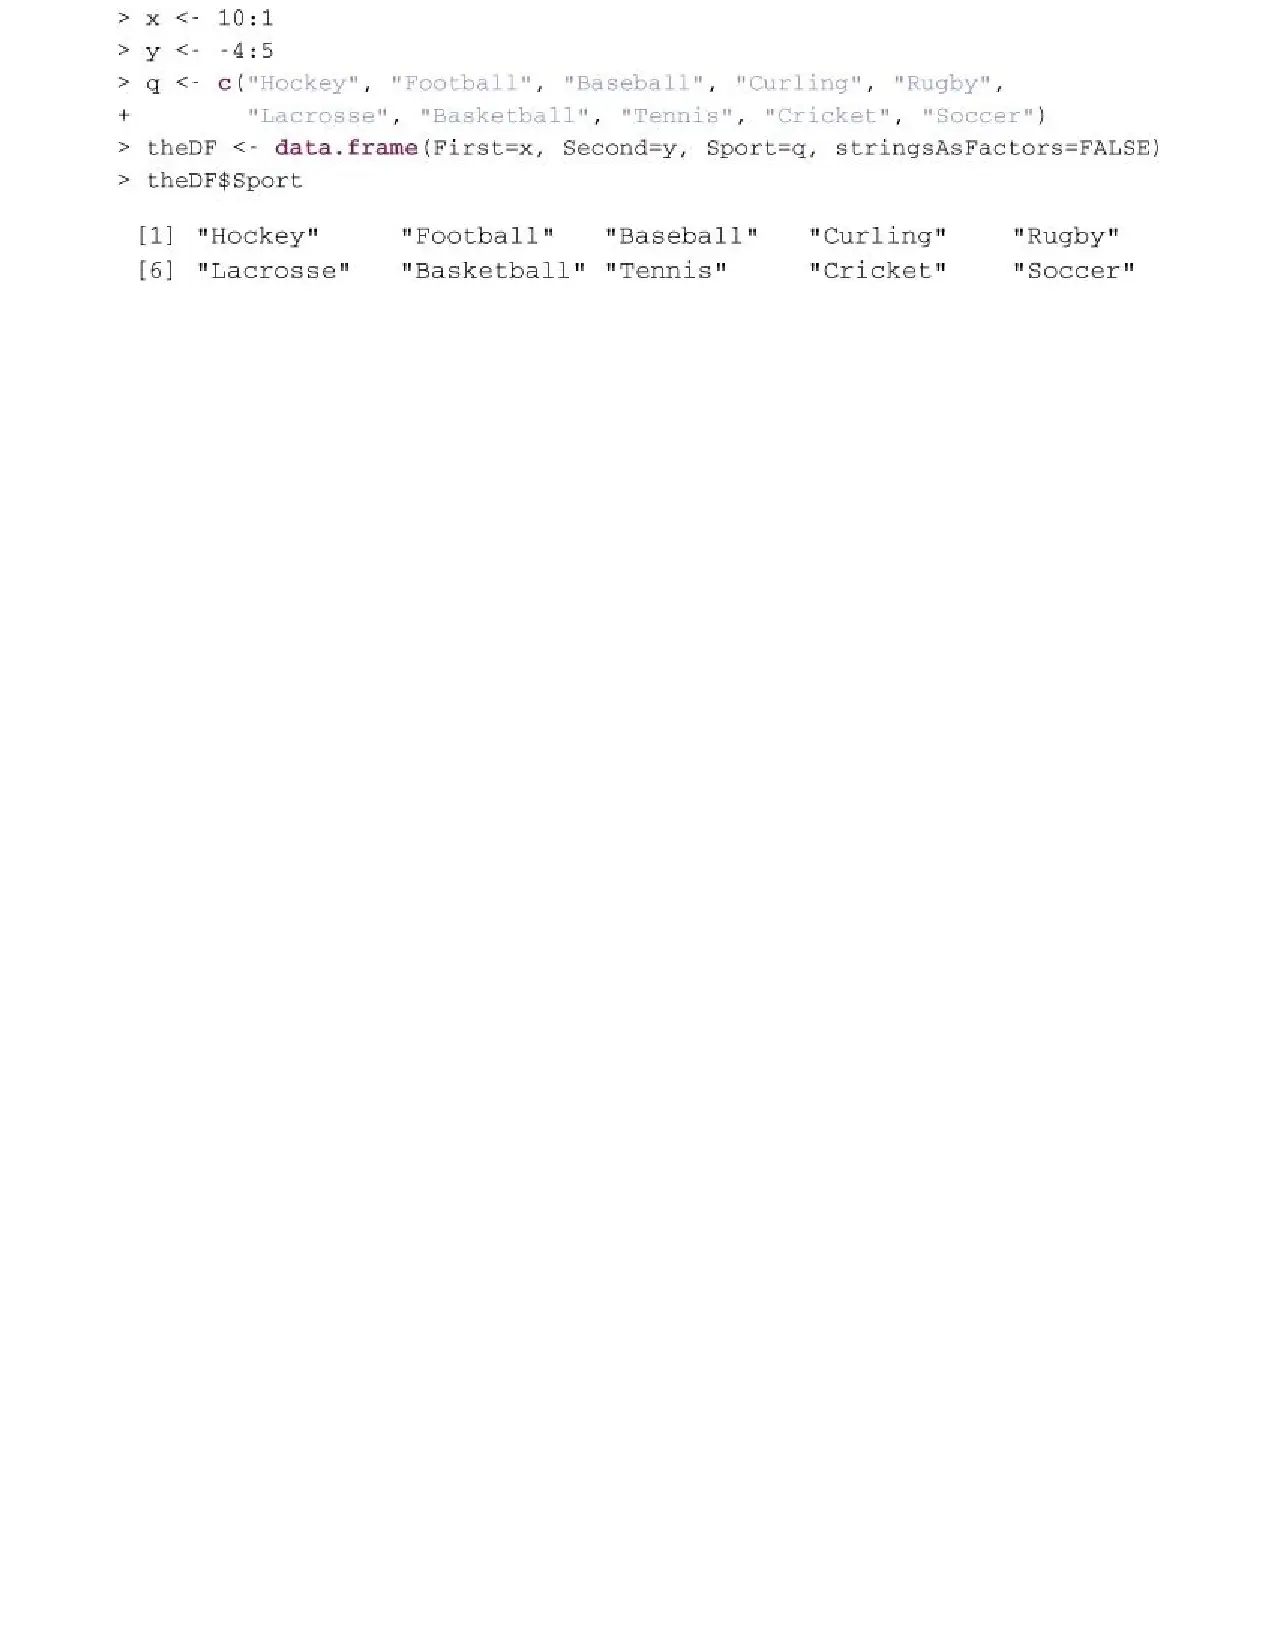 > x <- 10:1
> y <- -4:5
> q <- c("Hockey", "Football", "Baseball", "Curling", "Rugby",
+        "Lacrosse", "Basketball", "Tennis", "Cricket", "Soccer")
> theDF <- data.frame(First=x, Second=y, Sport=q, stringsAsFactors=FALSE)
> theDF$Sport
[1] "Hockey"     "Football"   "Baseball"   "Curling"    "Rugby"
[6] "Lacrosse"   "Basketball" "Tennis"     "Cricket"    "Soccer"